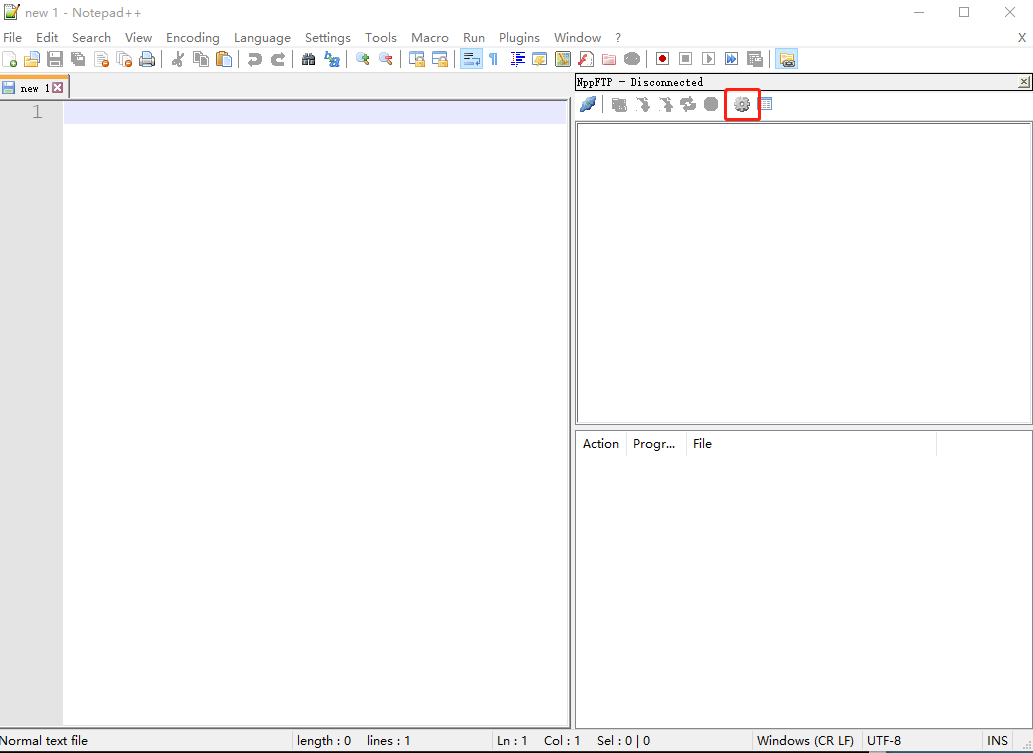 new 1 - Notepad++
File Edit Search View Encoding Language Settings Tools Macro Run Plugins Window ? X
new 1
NppFTP - Disconnected
1
Action Progr... File
Normal text file length : 0 lines : 1 Ln : 1 Col : 1 Sel : 0 | 0 Windows (CR LF) UTF-8 INS